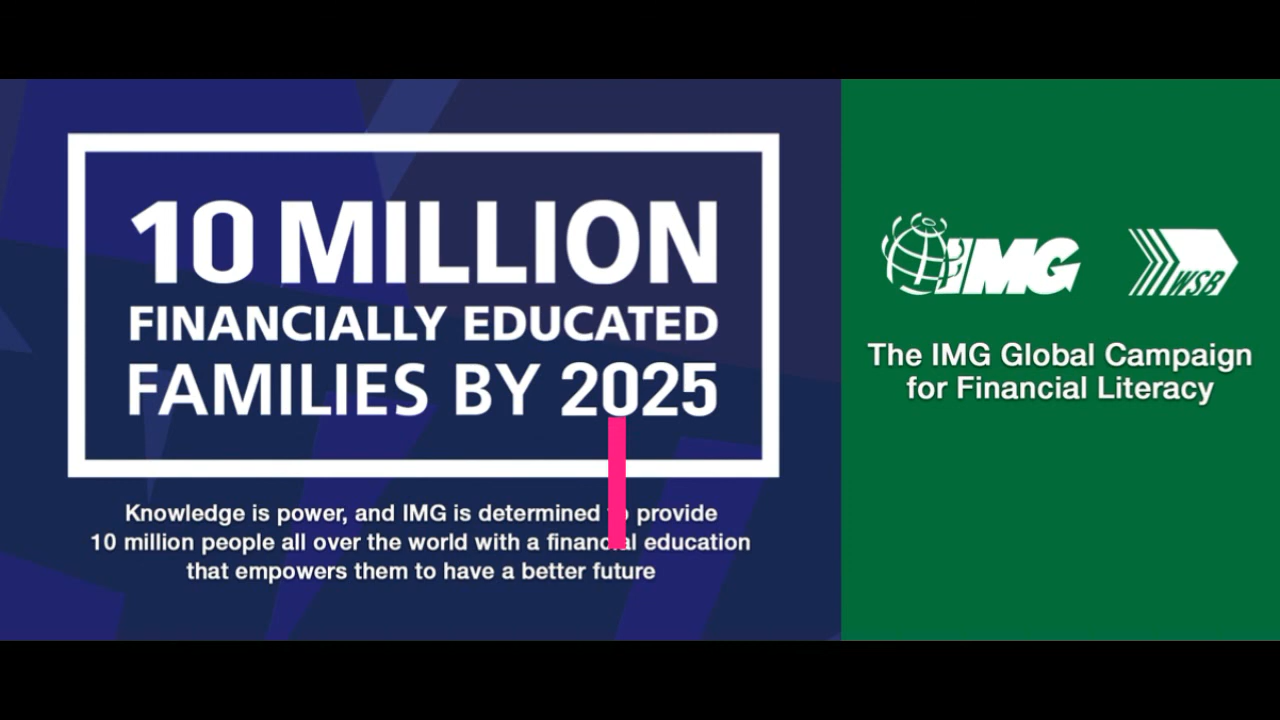 10 MILLION
FINANCIALLY EDUCATED
FAMILIES BY 2025
Knowledge is power, and IMG is determined provide
10 million people all over the world with a education
that empowers them to have a better future
IMG
WSB
The IMG Global Campaign
for Financial Literacy